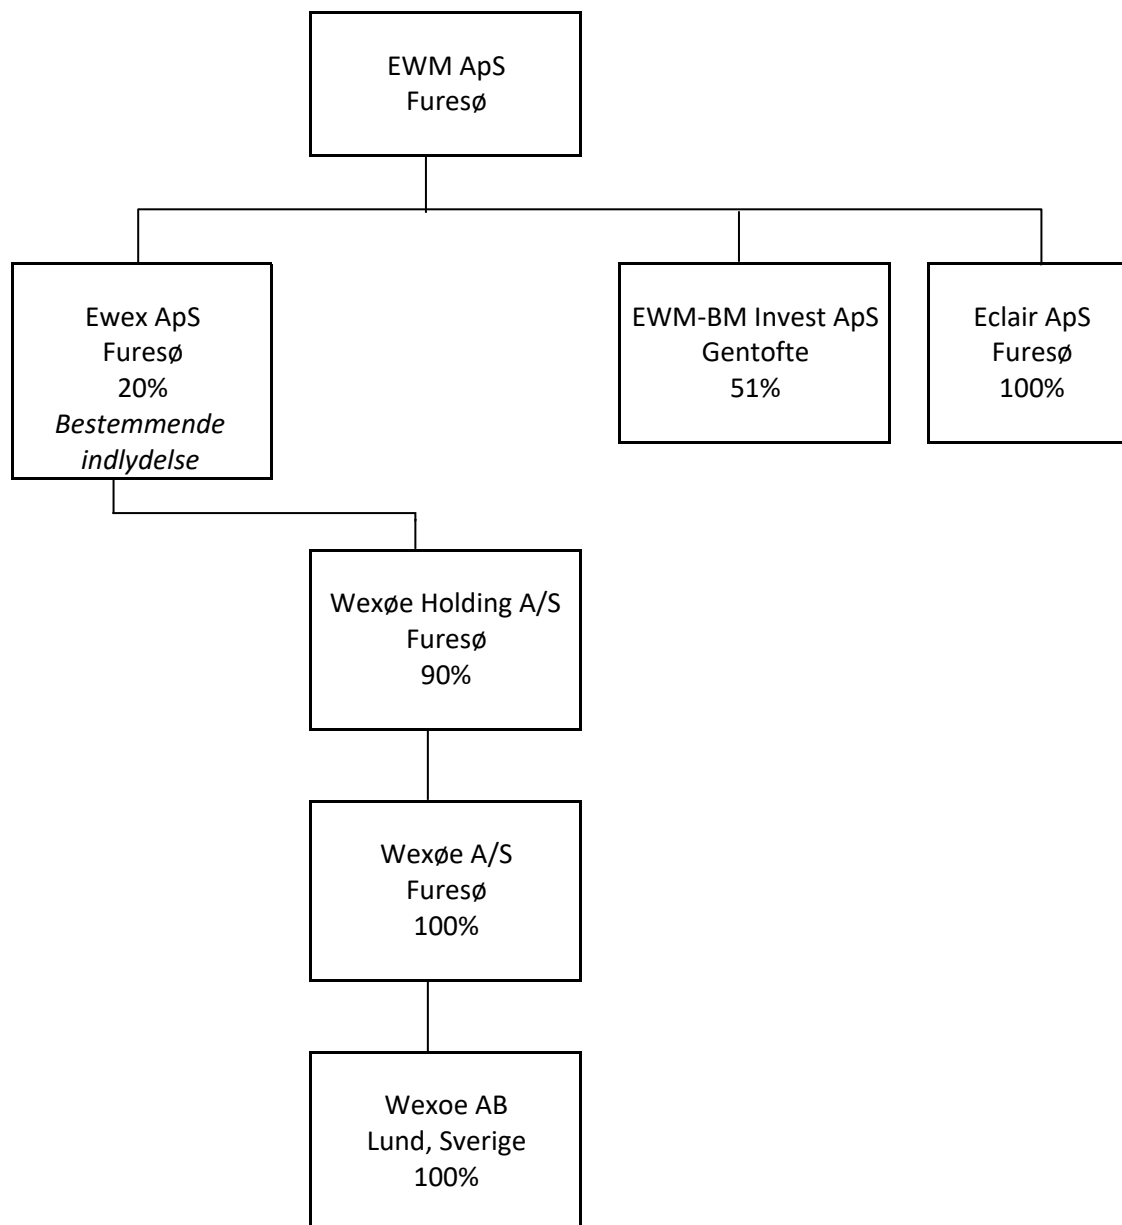 EWM ApS
Furesø
Ewex ApS
Furesø
20%
Bestemmende
indlydelse
EWM-BM Invest ApS
Gentofte
51%
Eclair ApS
Furesø
100%
Wexøe Holding A/S
Furesø
90%
Wexøe A/S
Furesø
100%
Wexoe AB
Lund, Sverige
100%